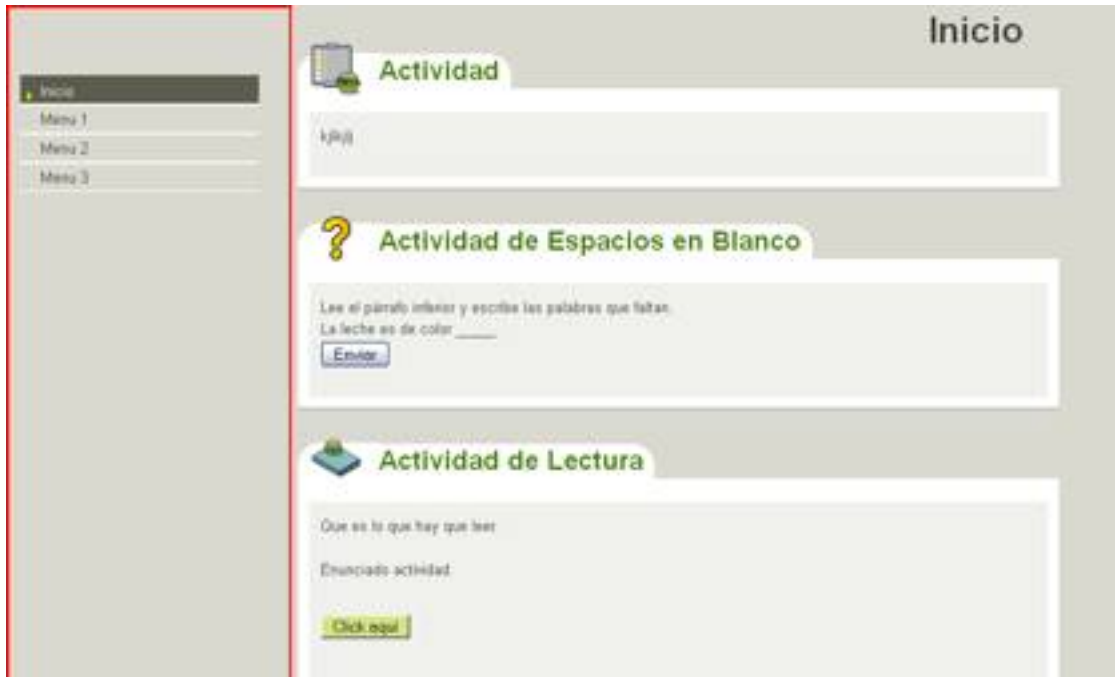 Inicio
Inicio
Menu 1
Menu 2
Menu 3
Actividad
kjlkjlj
Actividad de Espacios en Blanco
Lee el párrafo inferior y escribe las palabras que faltan.
La leche es de color _____
Enviar
Actividad de Lectura
Que es lo que hay que leer
Enunciado actividad
Click aquí